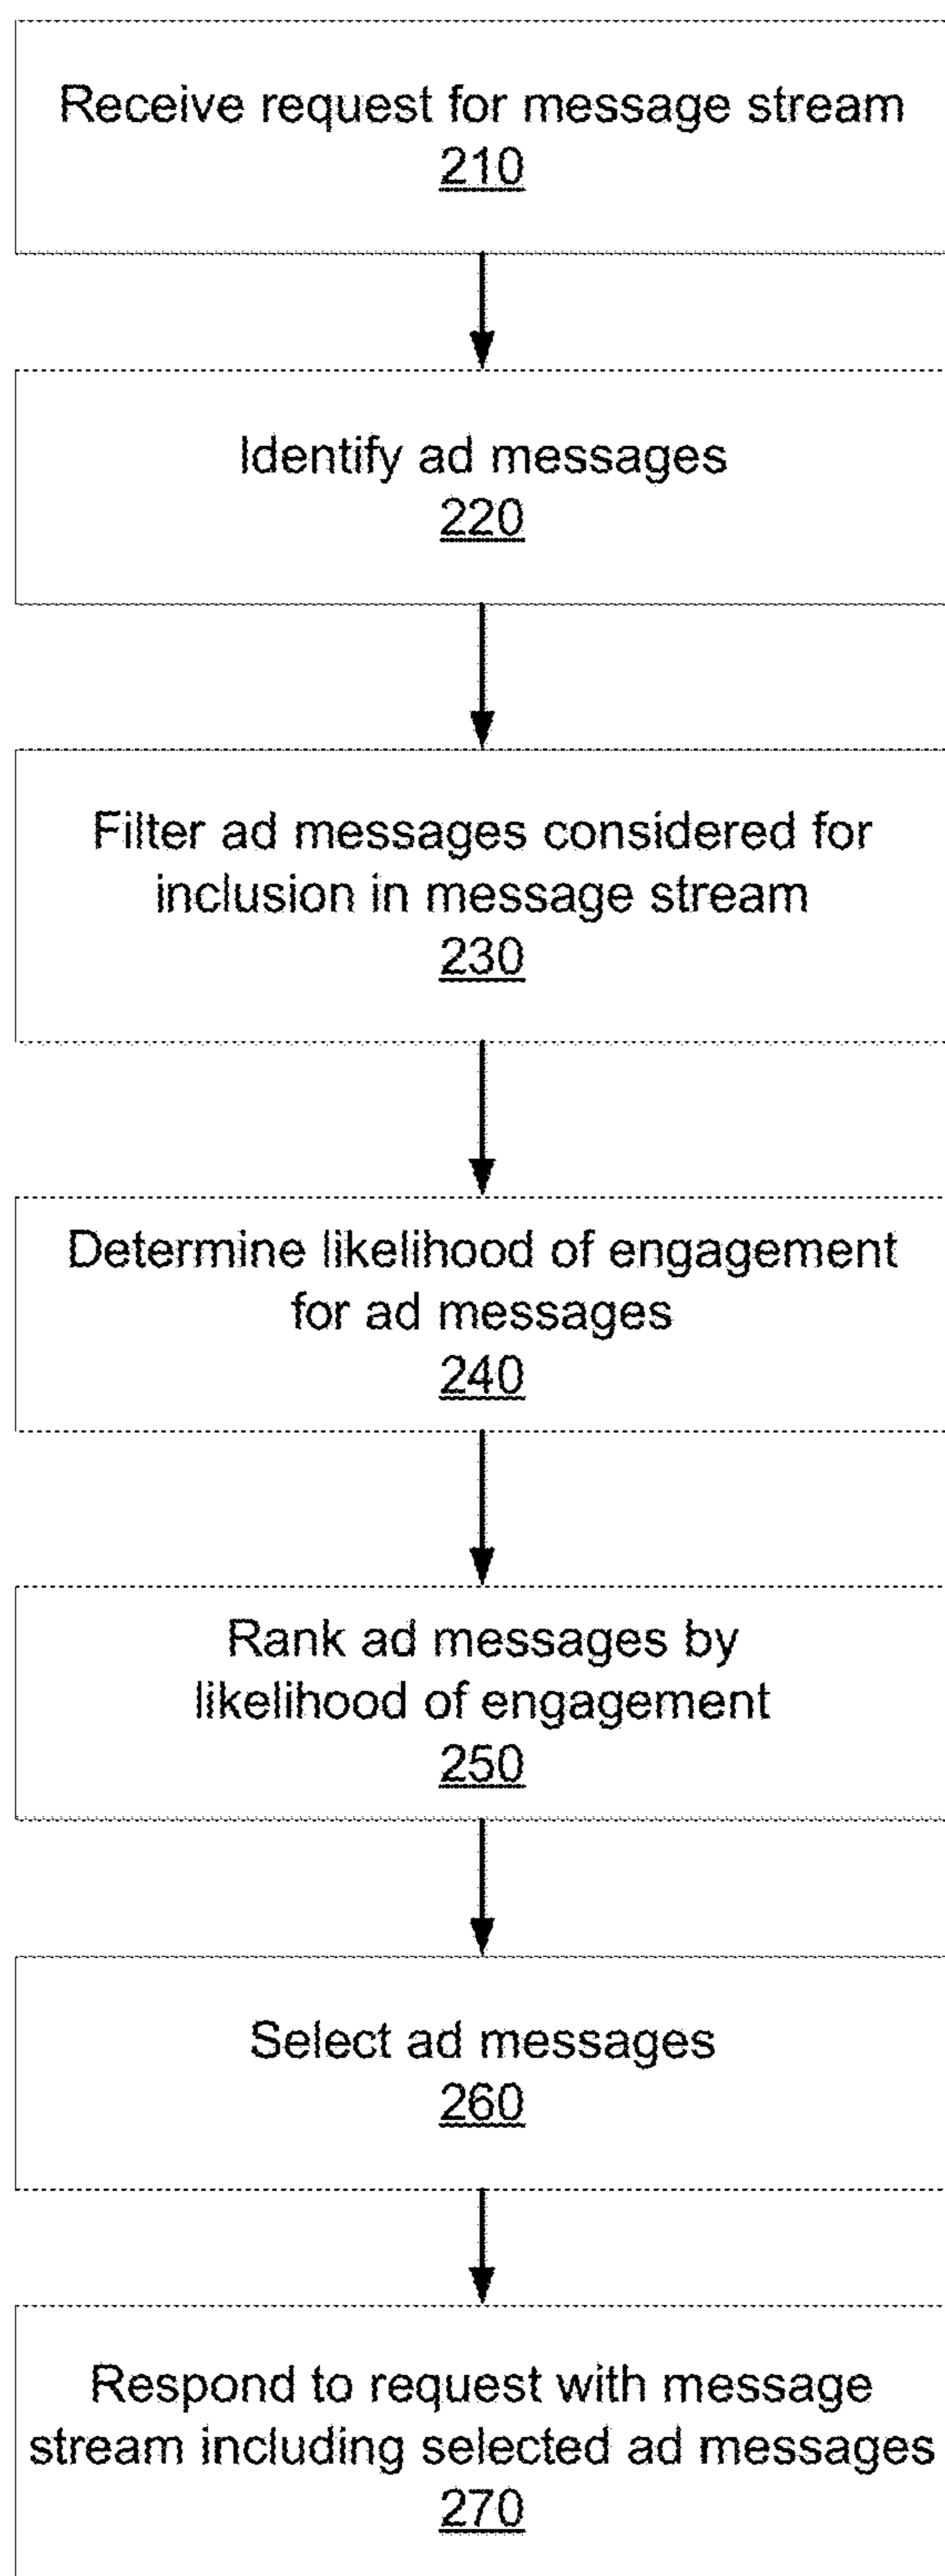 Receive request for message stream
210
Identify ad messages
220
Filter ad messages considered for
inclusion in message stream
230
Determine likelihood of engagement
for ad messages
240
Rank ad messages by
likelihood of engagement
250
Select ad messages
260
Respond to request with message
stream including selected ad messages
270